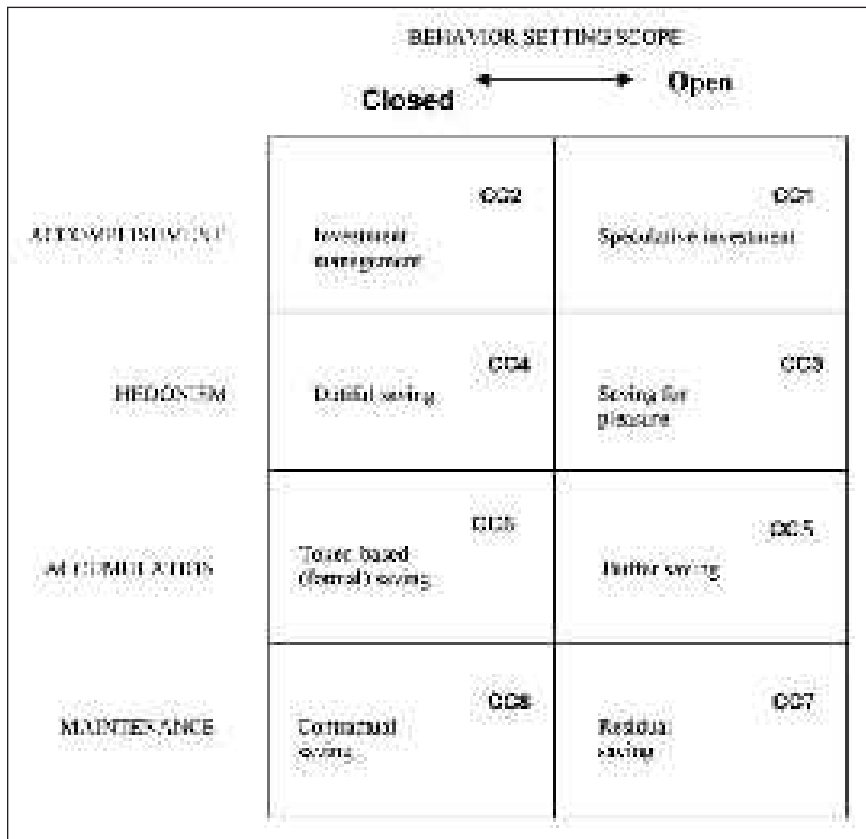 BEHAVIOR SETTING SCOPE
Closed
Open
CC2
CC1
ACCOMPLISHMENT
Investment
management
Speculative investment
CC4
CC3
HEDONISM
Dutiful saving
Saving for
pleasure
CC6
CC5
ACCUMULATION
Token-based
(formal) saving
Buffer saving
CC8
CC7
MAINTENANCE
Contractual
saving
Residual
saving